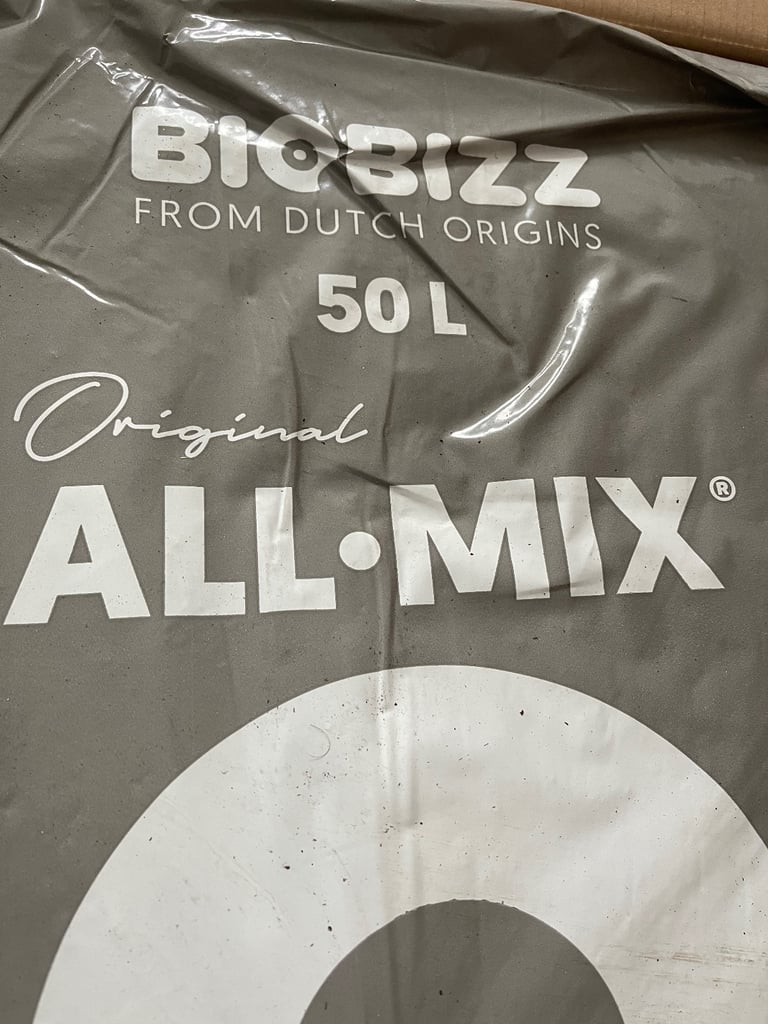 BIOBIZZ
FROM DUTCH ORIGINS
50 L
Original
ALL•MIX®